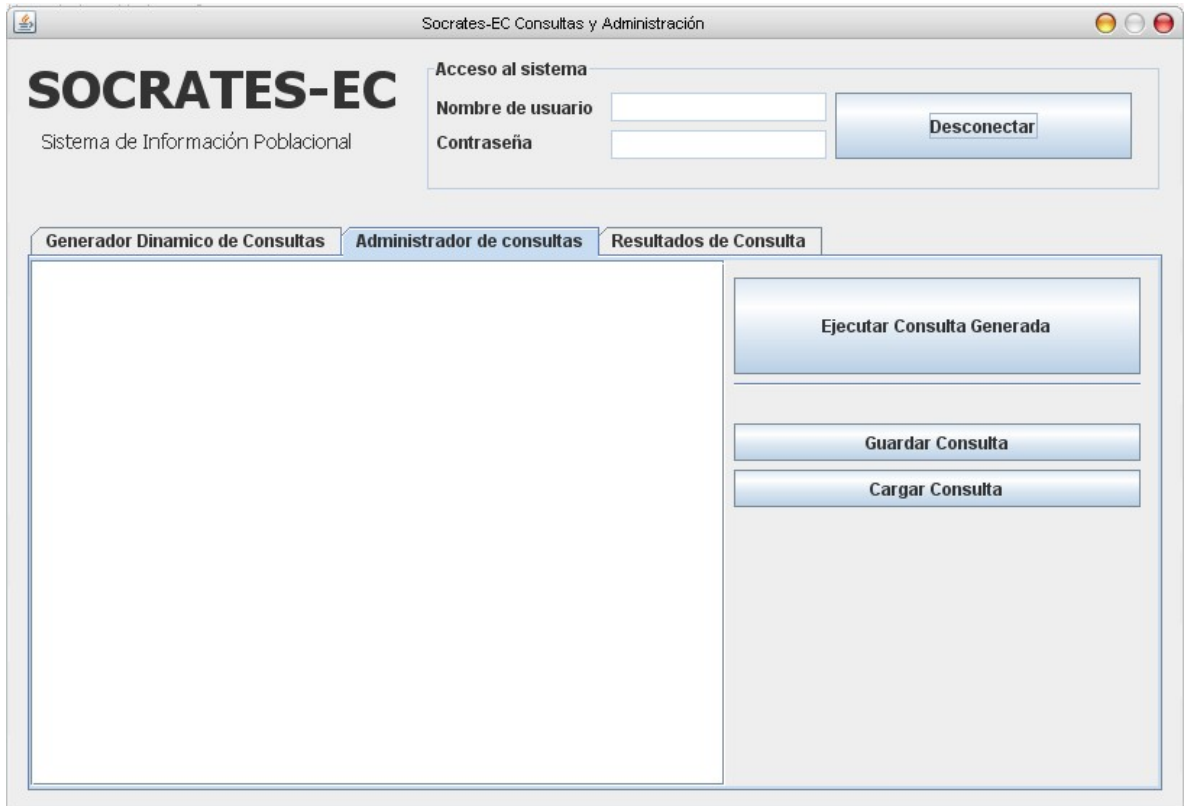 Socrates-EC Consultas y Administración
SOCRATES-EC
Sistema de Información Poblacional
Acceso al sistema
Nombre de usuario
Contraseña
Desconectar
Generador Dinamico de Consultas
Administrador de consultas
Resultados de Consulta
Ejecutar Consulta Generada
Guardar Consulta
Cargar Consulta